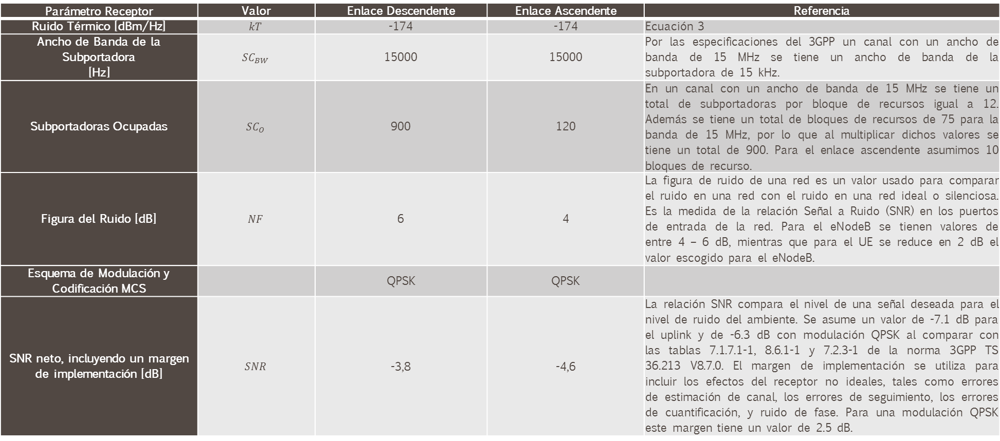 Parámetro Receptor Valor Enlace Descendente Enlace Ascendente Referencia
Ruido Térmico [dBm/Hz] kT -174 -174 Ecuación 3
Ancho de Banda de la
Subportadora
[Hz]
SC_BW 15000 15000
Por las especificaciones del 3GPP un canal con un ancho de
banda de 15 MHz se tiene un ancho de banda de la
subportadora de 15 kHz.
Subportadoras Ocupadas SC_O 900 120
En un canal con un ancho de banda de 15 MHz se tiene un
total de subportadoras por bloque de recursos igual a 12.
Además se tiene un total de bloques de recursos de 75 para la
banda de 15 MHz, por lo que al multiplicar dichos valores se
tiene un total de 900. Para el enlace ascendente asumimos 10
bloques de recurso.
Figura del Ruido [dB] NF 6 4
La figura de ruido de una red es un valor usado para comparar
el ruido en una red con el ruido en una red ideal o silenciosa.
Es la medida de la relación Señal a Ruido (SNR) en los puertos
de entrada de la red. Para el eNodeB se tienen valores de
entre 4 – 6 dB, mientras que para el UE se reduce en 2 dB el
valor escogido para el eNodeB.
Esquema de Modulación y
Codificación MCS
QPSK QPSK
SNR neto, incluyendo un margen
de implementación [dB]
SNR -3,8 -4,6
La relación SNR compara el nivel de una señal deseada para el
nivel de ruido del ambiente. Se asume un valor de -7.1 dB para
el uplink y de -6.3 dB con modulación QPSK al comparar con
las tablas 7.1.7.1-1, 8.6.1-1 y 7.2.3-1 de la norma 3GPP TS
36.213 V8.7.0. El margen de implementación se utiliza para
incluir los efectos del receptor no ideales, tales como errores
de estimación de canal, los errores de seguimiento, los errores
de cuantificación, y ruido de fase. Para una modulación QPSK
este margen tiene un valor de 2.5 dB.